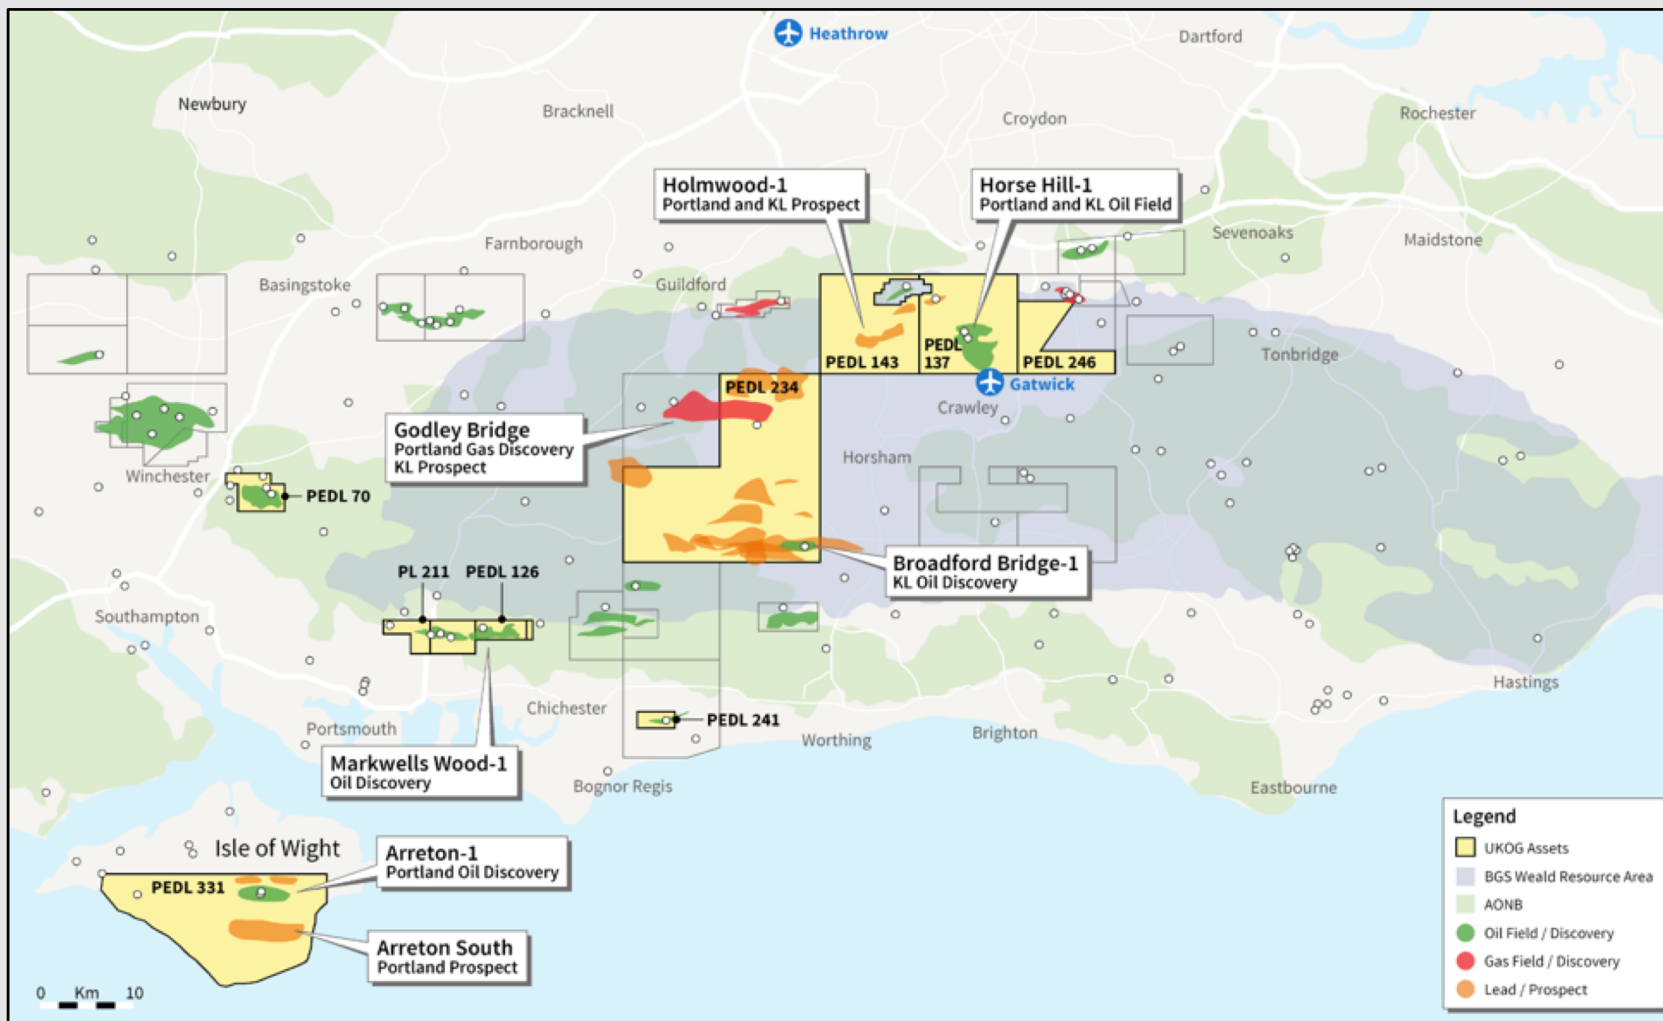 Heathrow
Dartford
Newbury
Bracknell
Croydon
Rochester
Holmwood-1
Portland and KL Prospect
Horse Hill-1
Portland and KL Oil Field
Farnborough
Sevenoaks
Maidstone
Basingstoke
Guildford
PEDL 143
PEDL
137
PEDL 246
Tonbridge
Gatwick
PEDL 234
Crawley
Godley Bridge
Portland Gas Discovery
KL Prospect
Horsham
Winchester
PEDL 70
Broadford Bridge-1
KL Oil Discovery
PL 211
PEDL 126
Southampton
Hastings
Chichester
PEDL 241
Portsmouth
Worthing
Brighton
Markwells Wood-1
Oil Discovery
Bognor Regis
Eastbourne
Isle of Wight
Arreton-1
Portland Oil Discovery
PEDL 331
Arreton South
Portland Prospect
0 Km 10
Legend
UKOG Assets
BGS Weald Resource Area
AONB
Oil Field / Discovery
Gas Field / Discovery
Lead / Prospect